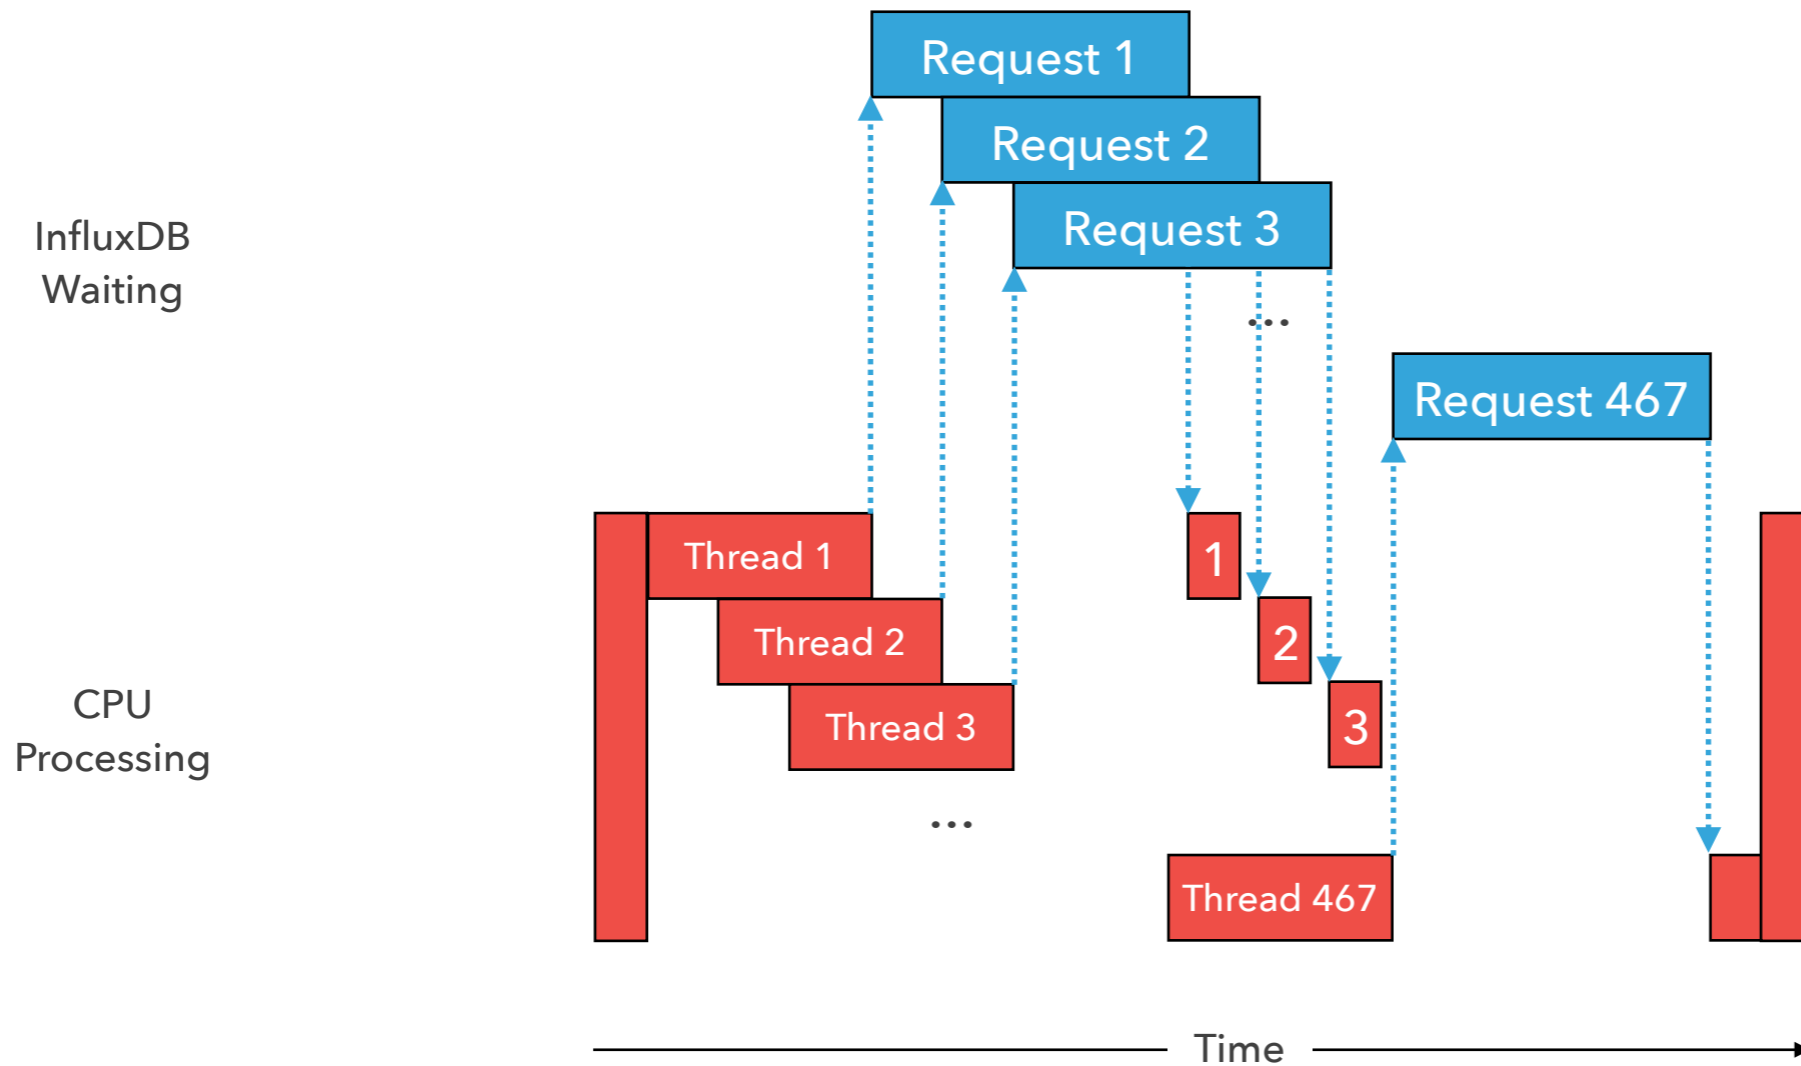 Request 1
Request 2
Request 3
InfluxDB
Waiting
...
Request 467
Thread 1
1
Thread 2
2
Thread 3
3
CPU
Processing
...
Thread 467
Time